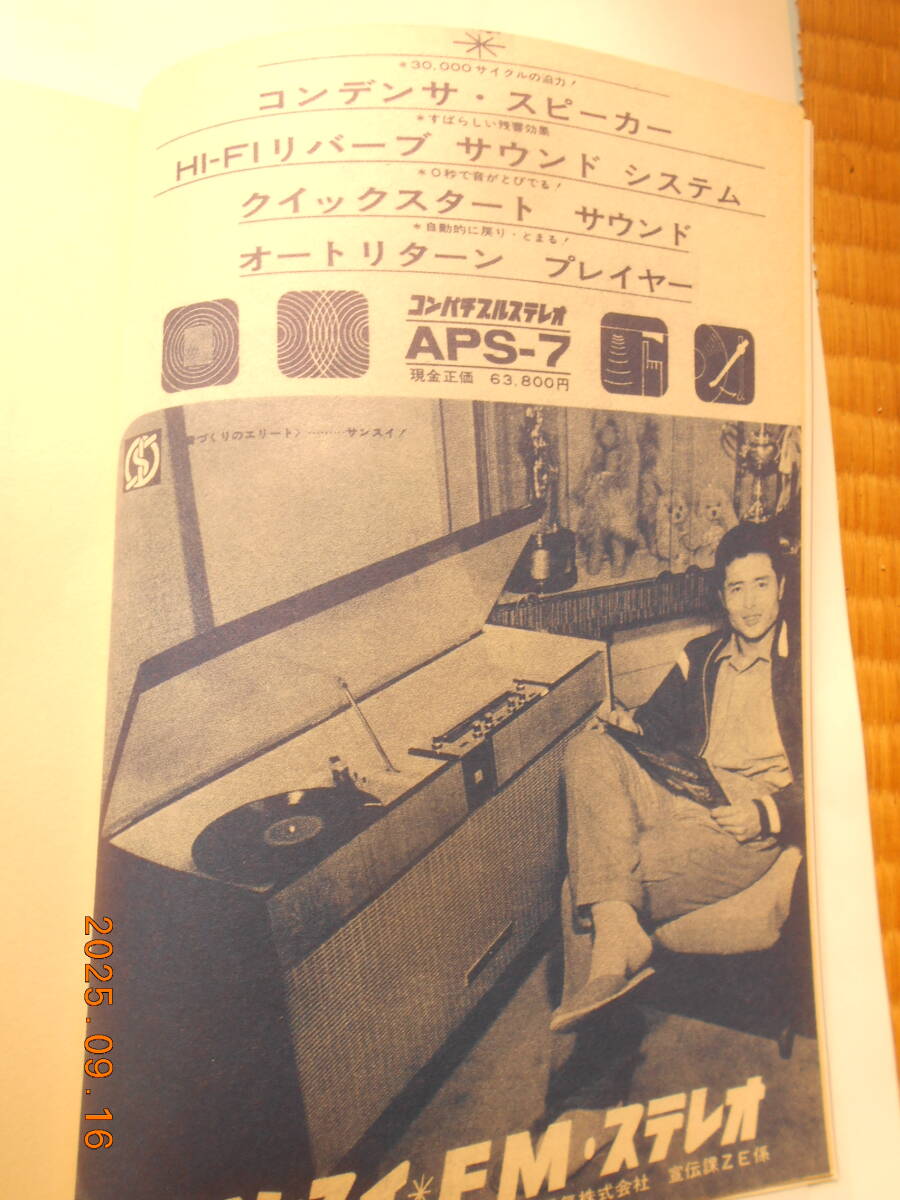 *30,000サイクルの迫力!
コンデンサ・スピーカー
*すばらしい残響効果
HI-FIリバーブ サウンド システム
*0秒で音がとびでる!
クイックスタート サウンド
*自動的に戻り・とまる!
オートリターン プレイヤー
コンパチブルステレオ
APS-7
現金正価 63,800円
づくりのエリート〉………サンスイ!
スイ*FM・ステレオ
株式会社 宣伝課ZE係
2025.09.16